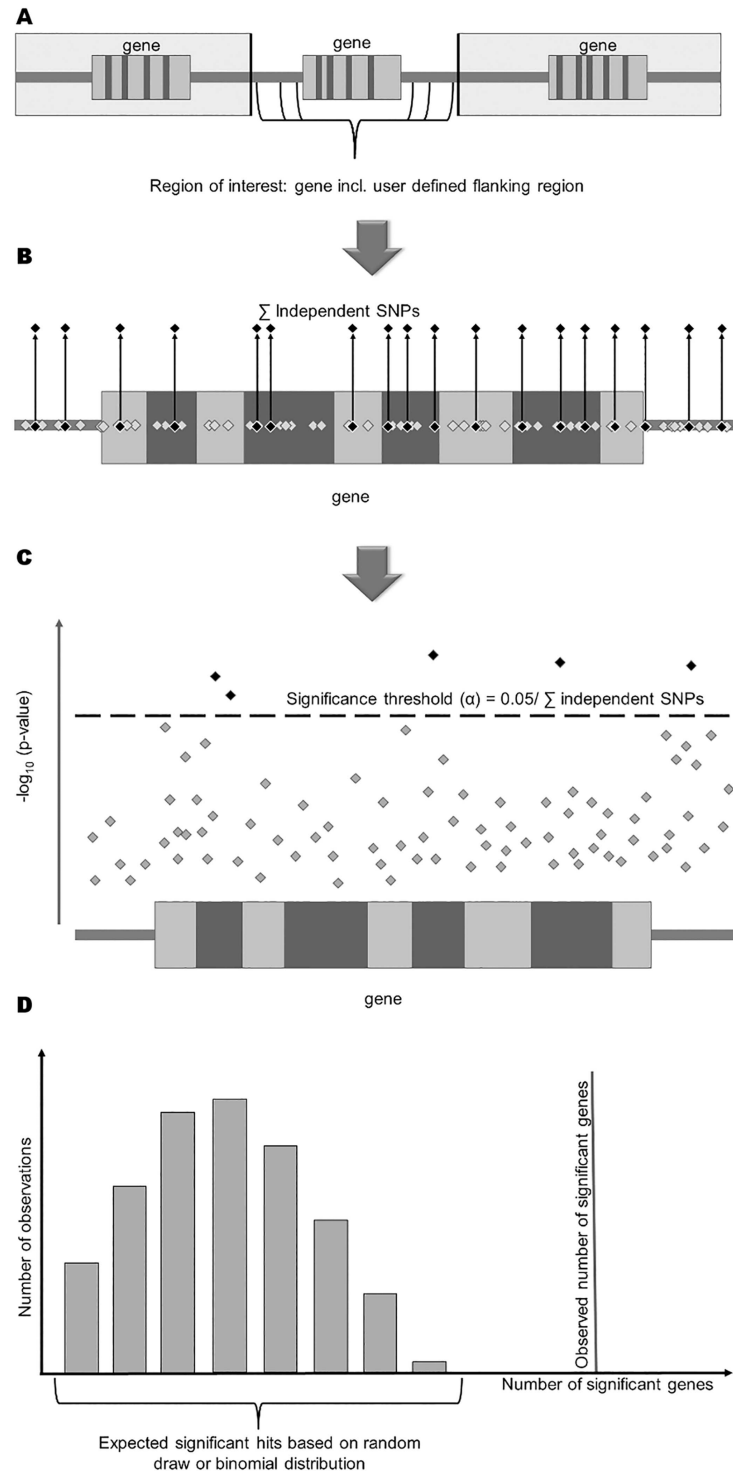 A
gene
gene
gene
Region of interest: gene incl. user defined flanking region
B
∑ Independent SNPs
gene
C
-log10 (p-value)
Significance threshold (α) = 0.05/ ∑ independent SNPs
gene
D
Number of observations
Observed number of significant genes
Number of significant genes
Expected significant hits based on random
draw or binomial distribution